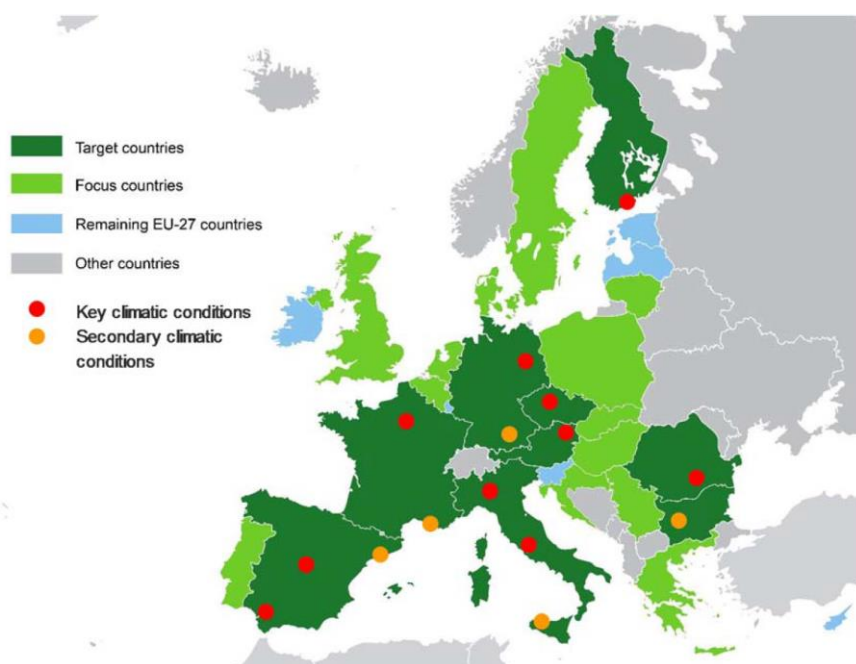 Target countries
Focus countries
Remaining EU-27 countries
Other countries
Key climatic conditions
Secondary climatic
conditions